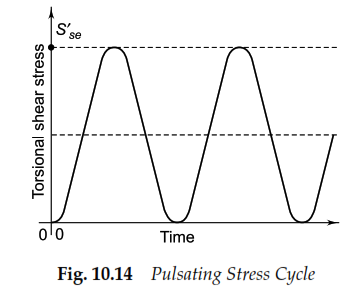 S'se
Torsional shear stress
0 0
Time
Fig. 10.14 Pulsating Stress Cycle